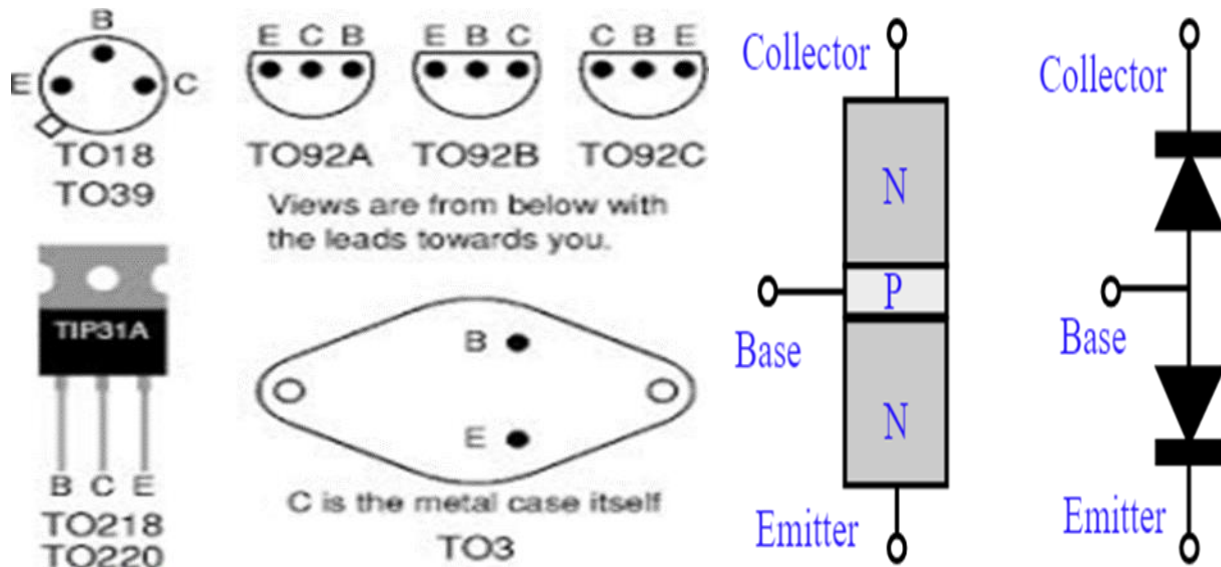 B
E C
TO18
TO39
E C B
TO92A
E B C
TO92B
C B E
TO92C
Views are from below with
the leads towards you.
TIP31A
B C E
TO218
TO220
B
E
C is the metal case itself
TO3
Collector
N
P
Base
N
Emitter
Collector
Base
Emitter